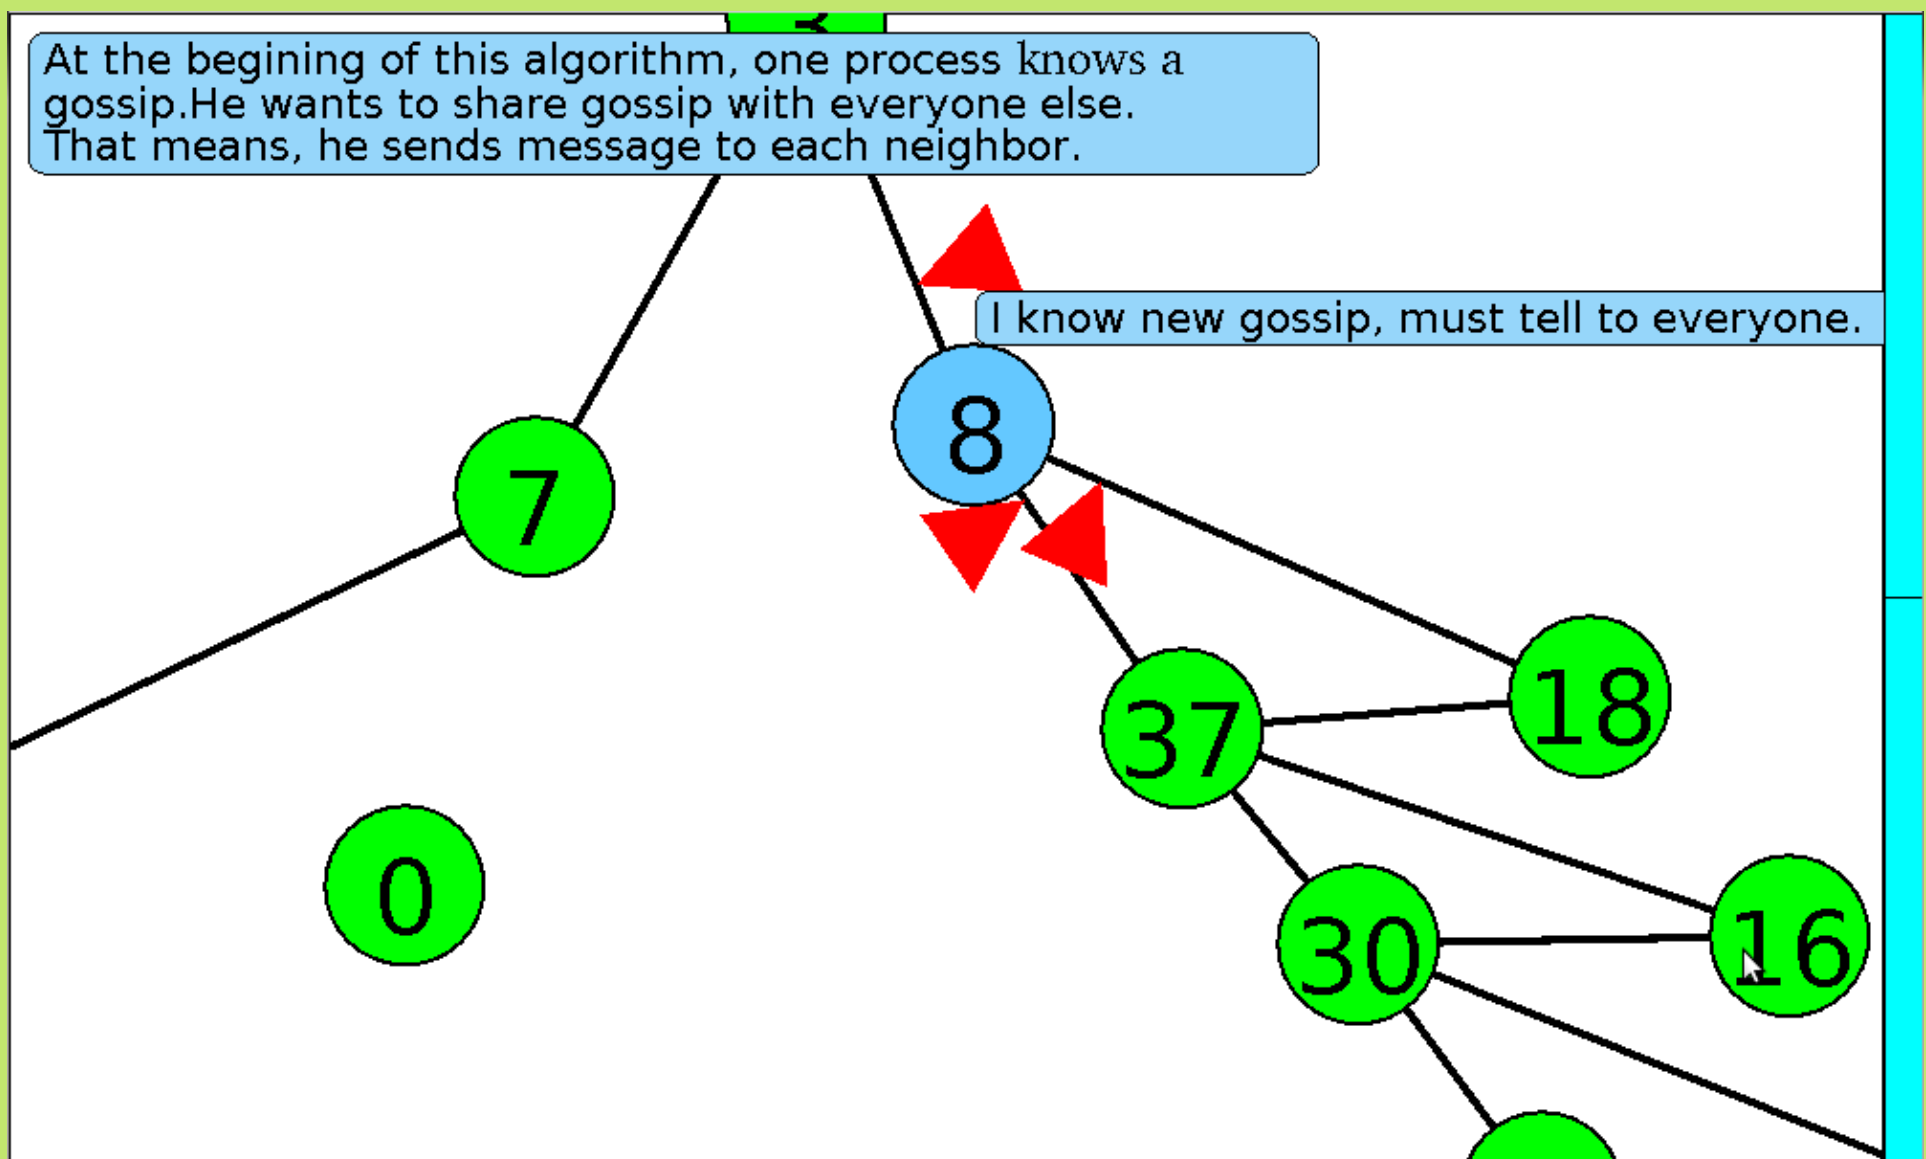 3
At the begining of this algorithm, one process knows a
gossip.He wants to share gossip with everyone else.
That means, he sends message to each neighbor.
I know new gossip, must tell to everyone.
8
7
18
37
0
16
30